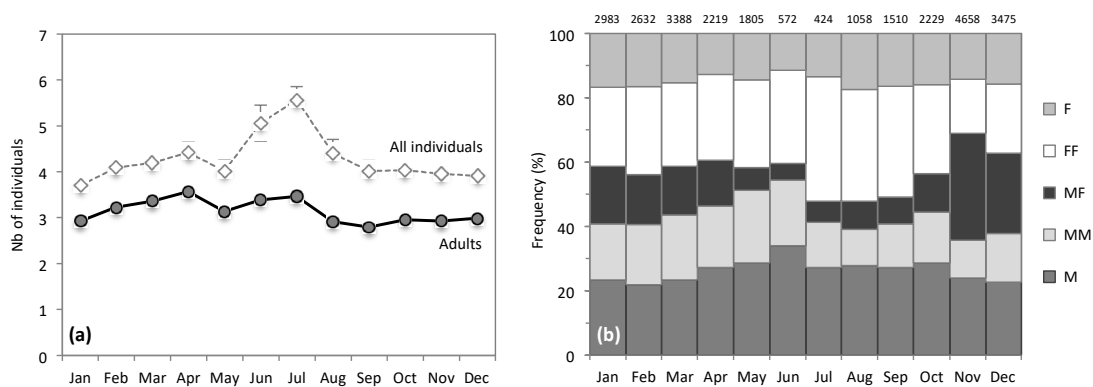 7
6
5
4
3
2
1
0
Nb of individuals
All individuals
Adults
(a)
Jan Feb Mar Apr May Jun Jul Aug Sep Oct Nov Dec
2983 2632 3388 2219 1805 572 424 1058 1510 2229 4658 3475
100
80
60
40
20
0
Frequency (%)
(b)
Jan Feb Mar Apr May Jun Jul Aug Sep Oct Nov Dec
F
FF
MF
MM
M